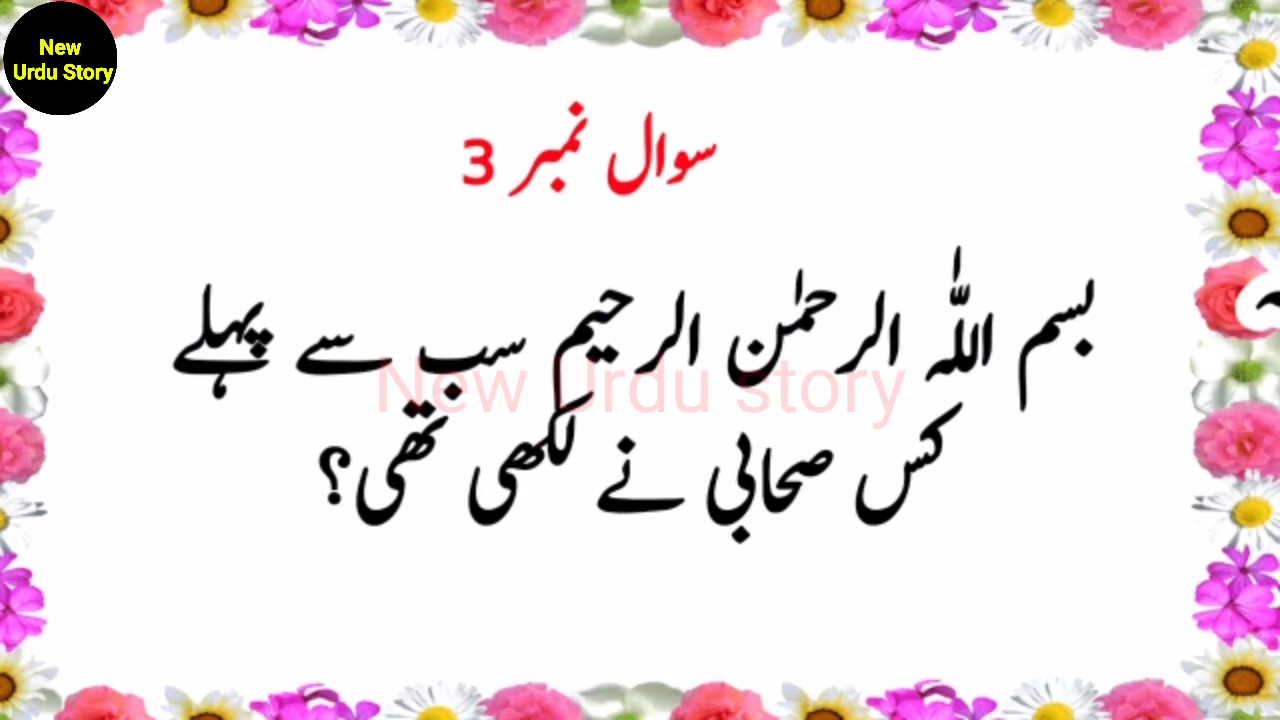 New
Urdu Story
سوال نمبر 3
بسم اللّٰہ الرحمٰن الرحیم سب سے پہلے
New Urdu story
کس صحابی نے لکھی تھی؟